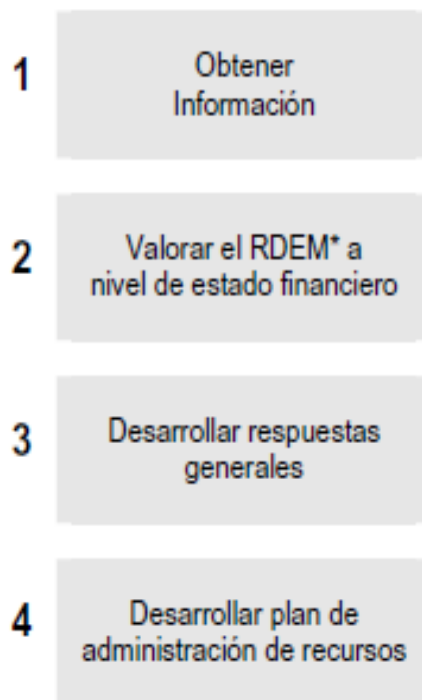 1
Obtener
Información
2
Valorar el RDEM* a
nivel de estado financiero
3
Desarrollar respuestas
generales
4
Desarrollar plan de
administración de recursos